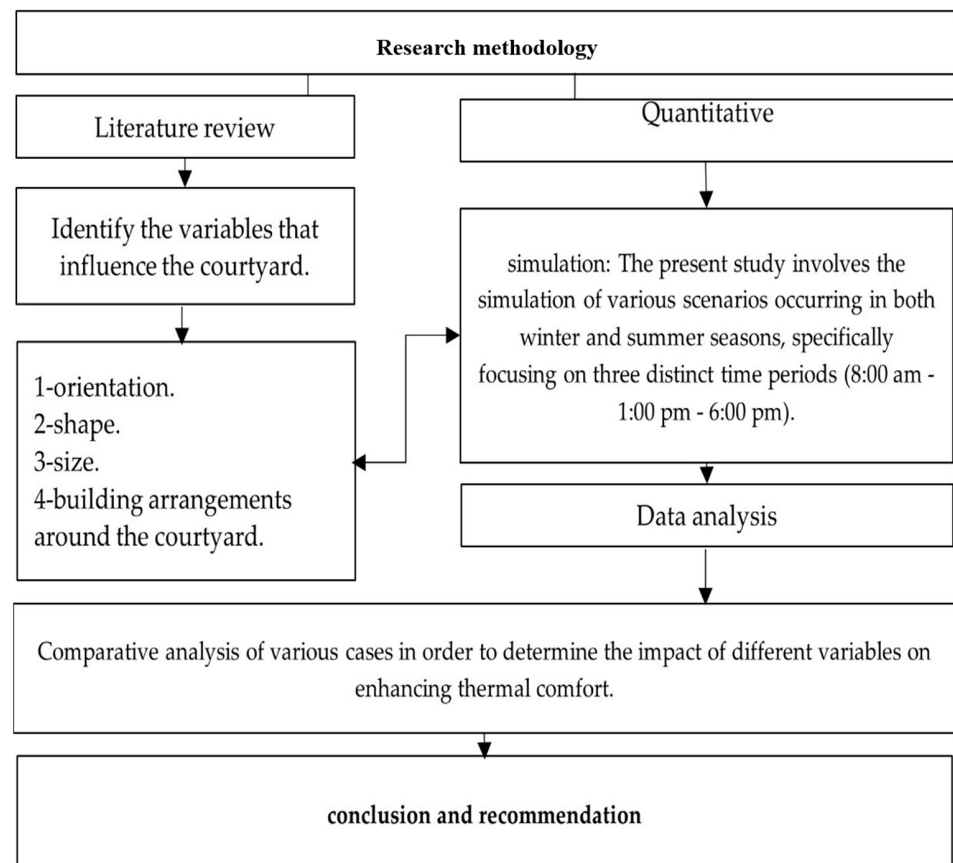 Research methodology
Literature review
Quantitative
Identify the variables that
influence the courtyard.
simulation: The present study involves the
simulation of various scenarios occurring in both
winter and summer seasons, specifically
focusing on three distinct time periods (8:00 am -
1:00 pm - 6:00 pm).
1-orientation.
2-shape.
3-size.
4-building arrangements
around the courtyard.
Data analysis
Comparative analysis of various cases in order to determine the impact of different variables on
enhancing thermal comfort.
conclusion and recommendation